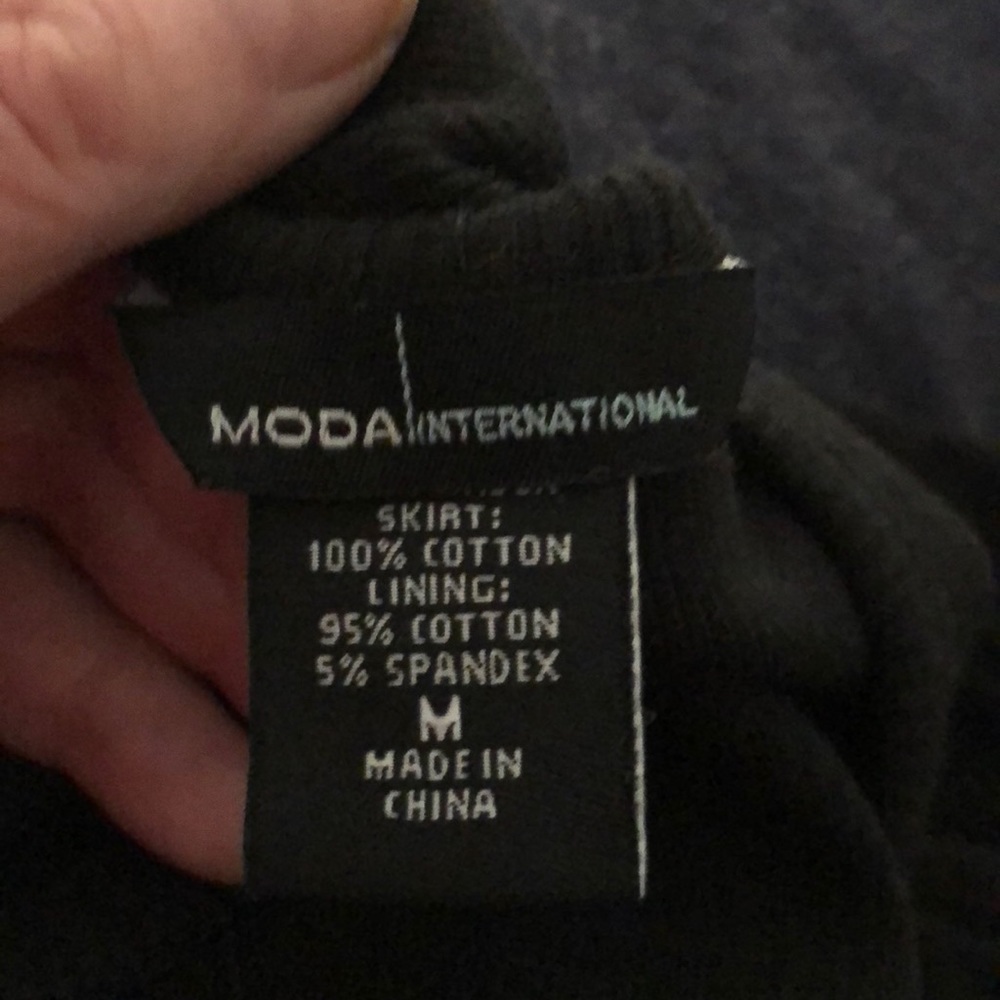 MODA INTERNATIONAL
SKIRT:
100% COTTON
LINING:
95% COTTON
5% SPANDEX
M
MADE IN
CHINA